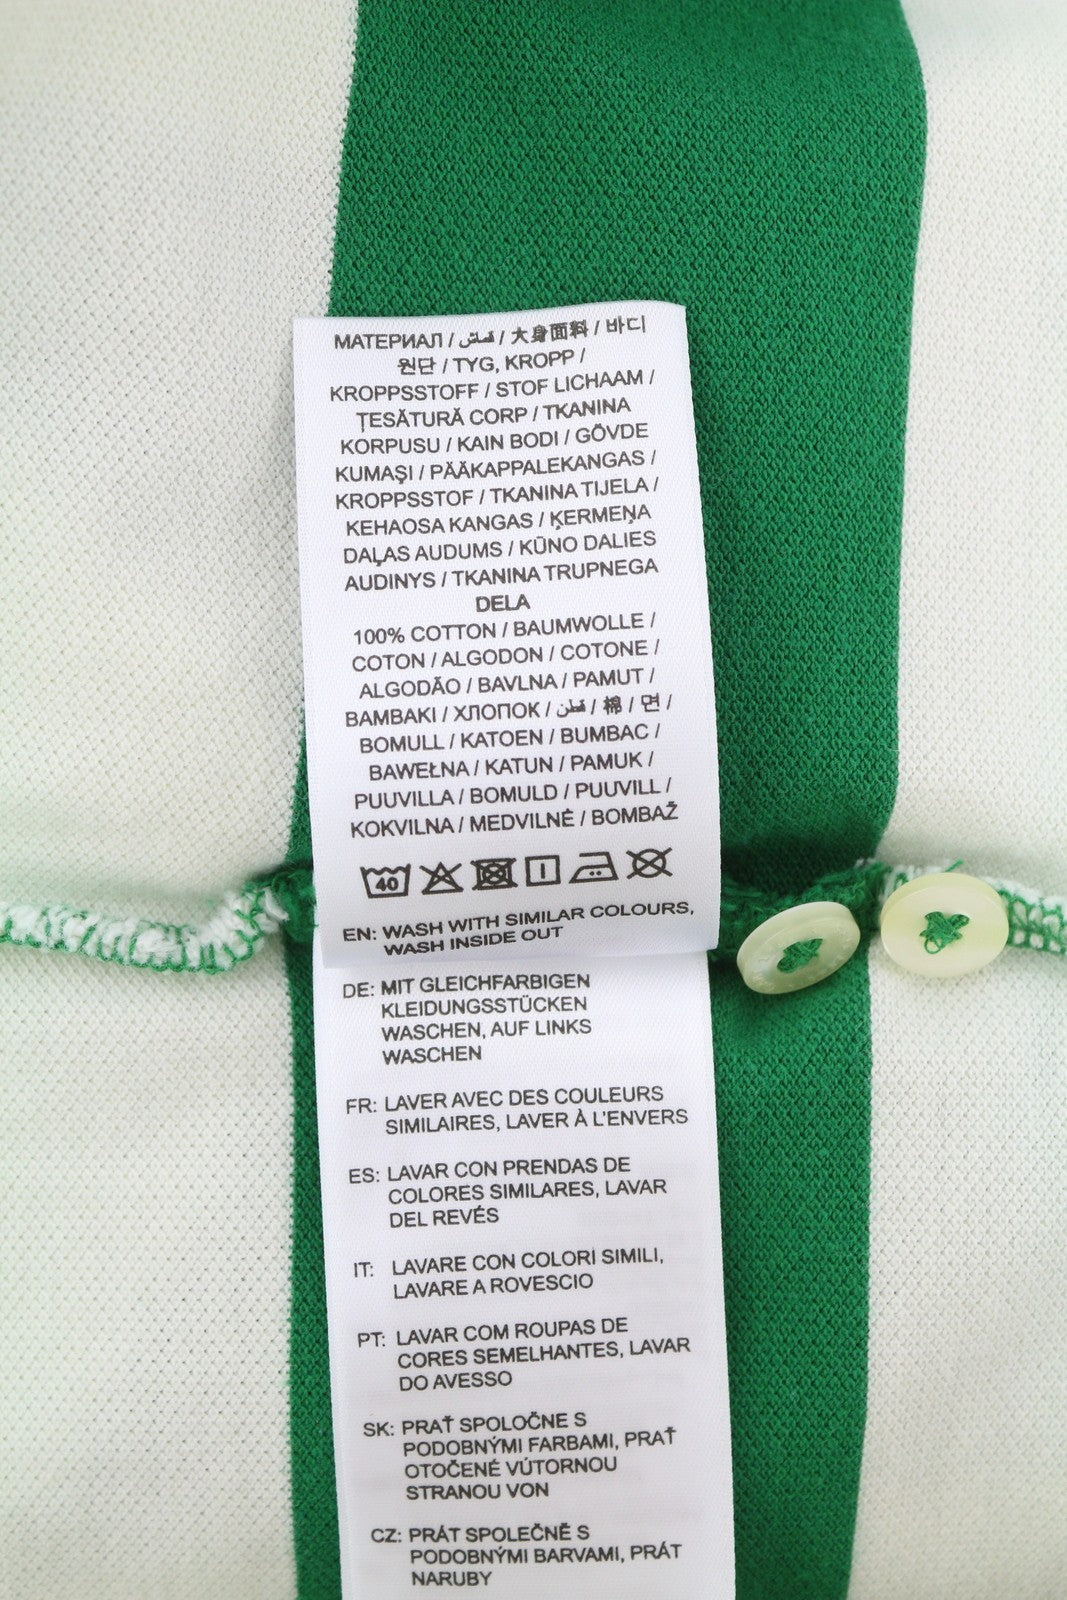 МАТЕРИАЛ / قماش / 大身面料 / 바디
원단 / TYG, KROPP /
KROPPSSTOFF / STOF LICHAAM /
ȚESĂTURĂ CORP / TKANINA
KORPUSU / KAIN BODI / GÖVDE
KUMAŞI / PÄÄKAPPALEKANGAS /
KROPPSSTOF / TKANINA TIJELA /
KEHAOSA KANGAS / ĶERMEŅA
DAĻAS AUDUMS / KŪNO DALIES
AUDINYS / TKANINA TRUPNEGA
DELA
100% COTTON / BAUMWOLLE /
COTON / ALGODON / COTONE /
ALGODÃO / BAVLNA / PAMUT /
BAMBAKI / ХЛОПОК / قطن / 棉 / 면 /
BOMULL / KATOEN / BUMBAC /
BAWEŁNA / KATUN / PAMUK /
PUUVILLA / BOMULD / PUUVILL /
KOKVILNA / MEDVILNĖ / BOMBAŽ
40
EN: WASH WITH SIMILAR COLOURS,
WASH INSIDE OUT
DE: MIT GLEICHFARBIGEN
KLEIDUNGSSTÜCKEN
WASCHEN, AUF LINKS
WASCHEN
FR: LAVER AVEC DES COULEURS
SIMILAIRES, LAVER À L'ENVERS
ES: LAVAR CON PRENDAS DE
COLORES SIMILARES, LAVAR
DEL REVÉS
IT: LAVARE CON COLORI SIMILI,
LAVARE A ROVESCIO
PT: LAVAR COM ROUPAS DE
CORES SEMELHANTES, LAVAR
DO AVESSO
SK: PRAŤ SPOLOČNE S
PODOBNÝMI FARBAMI, PRAŤ
OTOČENÉ VÚTORNOU
STRANOU VON
CZ: PRÁT SPOLEČNĚ S
PODOBNÝMI BARVAMI, PRÁT
NARUBY